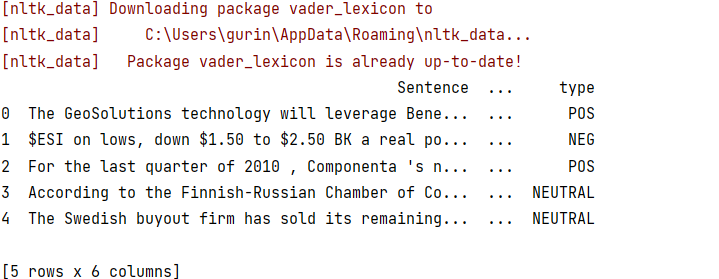 [nltk_data] Downloading package vader_lexicon to
[nltk_data]     C:\Users\gurin\AppData\Roaming\nltk_data...
[nltk_data]   Package vader_lexicon is already up-to-date!
                                            Sentence  ...     type
0  The GeoSolutions technology will leverage Bene...  ...      POS
1  $ESI on lows, down $1.50 to $2.50 BK a real po...  ...      NEG
2  For the last quarter of 2010 , Componenta 's n...  ...      POS
3  According to the Finnish-Russian Chamber of Co...  ...  NEUTRAL
4  The Swedish buyout firm has sold its remaining...  ...  NEUTRAL
[5 rows x 6 columns]